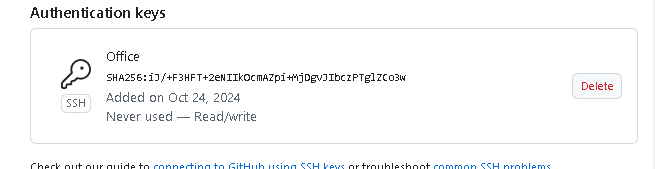 Authentication keys
Office
SHA256:iJ/+F3HFT+2eNIIkOcmAZpi+MjDgvJIbczPTglZCo3w
SSH
Added on Oct 24, 2024
Never used — Read/write
Delete
Check out our guide to connecting to GitHub using SSH keys or troubleshoot common SSH problems.